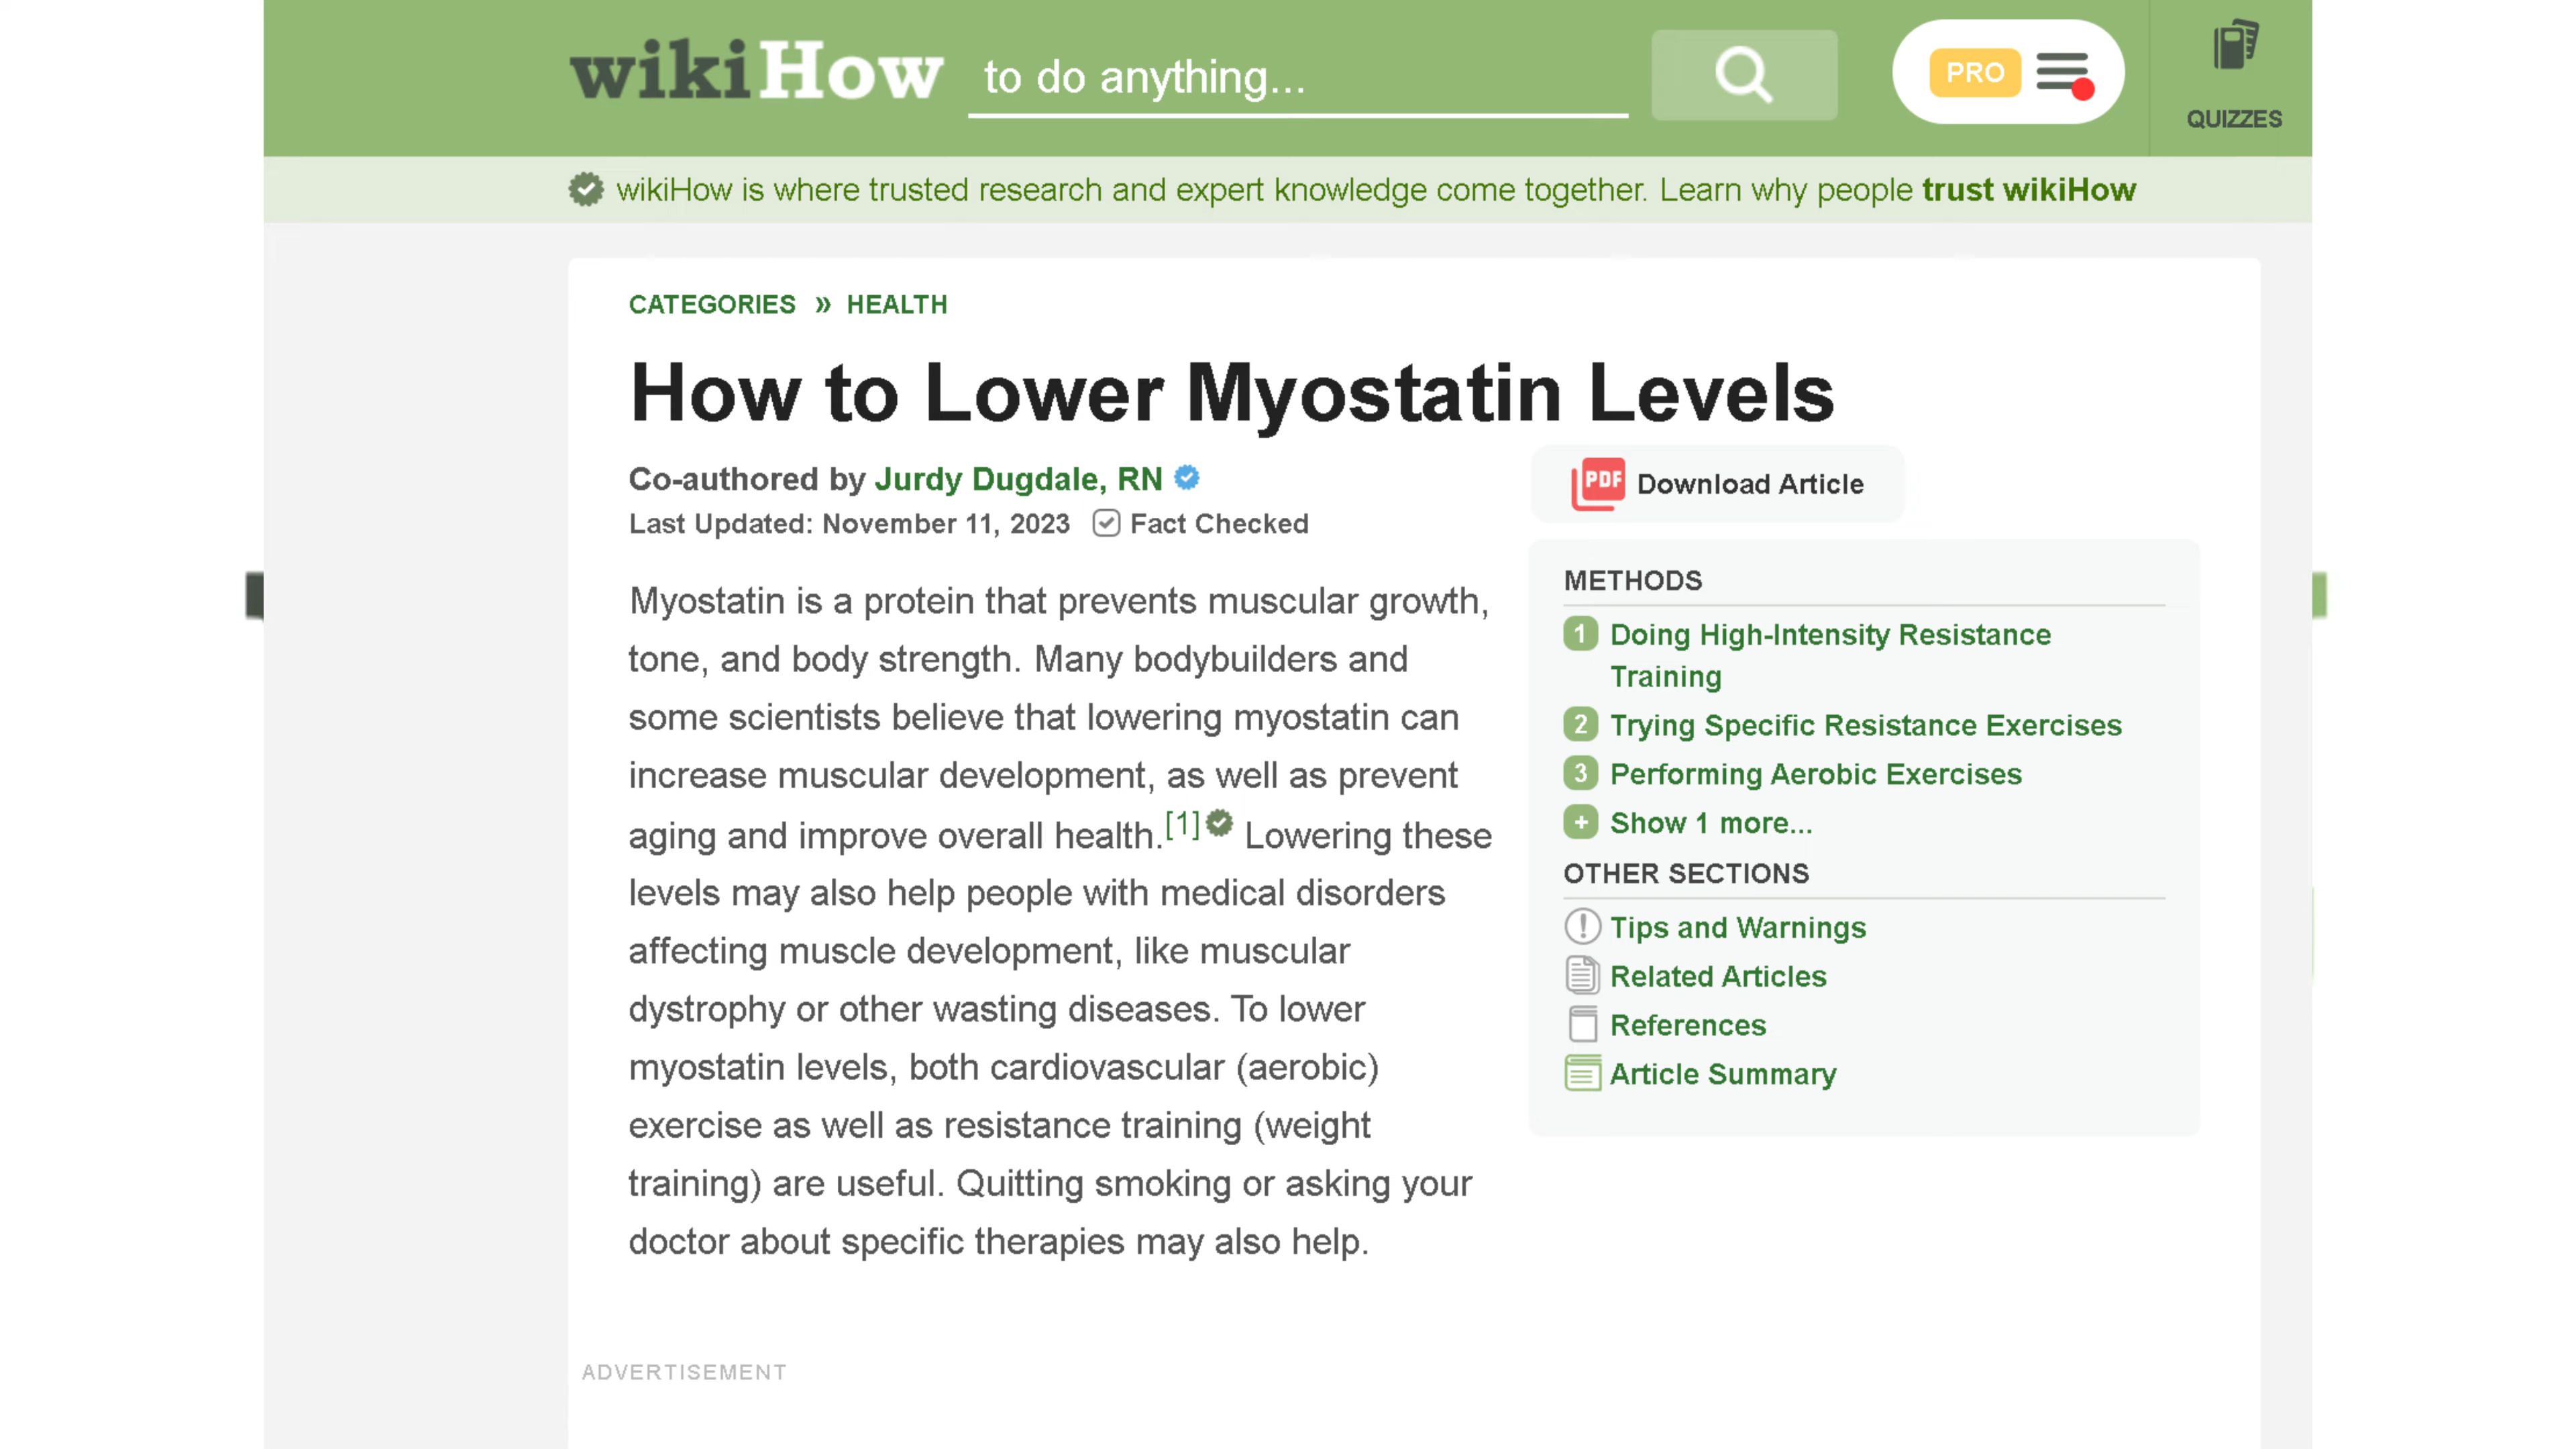 wikiHow to do anything...
PRO
QUIZZES
wikiHow is where trusted research and expert knowledge come together. Learn why people trust wikiHow
CATEGORIES » HEALTH
How to Lower Myostatin Levels
Co-authored by Jurdy Dugdale, RN
Last Updated: November 11, 2023 Fact Checked
Myostatin is a protein that prevents muscular growth,
tone, and body strength. Many bodybuilders and
some scientists believe that lowering myostatin can
increase muscular development, as well as prevent
aging and improve overall health.[1] Lowering these
levels may also help people with medical disorders
affecting muscle development, like muscular
dystrophy or other wasting diseases. To lower
myostatin levels, both cardiovascular (aerobic)
exercise as well as resistance training (weight
training) are useful. Quitting smoking or asking your
doctor about specific therapies may also help.
PDF Download Article
METHODS
1 Doing High-Intensity Resistance
Training
2 Trying Specific Resistance Exercises
3 Performing Aerobic Exercises
+ Show 1 more...
OTHER SECTIONS
Tips and Warnings
Related Articles
References
Article Summary
ADVERTISEMENT